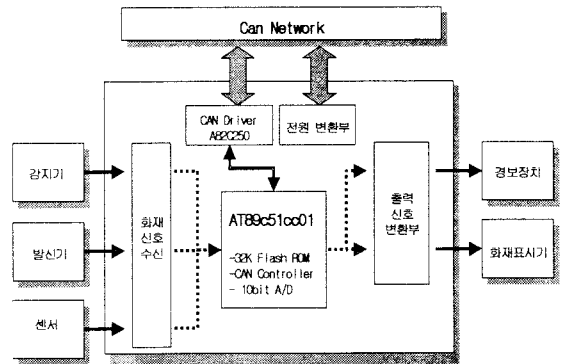 Can Network
CAN Driver
A82C250
전원 변환부
감지기
발신기
센서
화재
신호
수신
AT89c51cc01
-32K Flash ROM
-CAN Controller
- 10bit A/D
출력
신호
변환부
경보장치
화재표시기